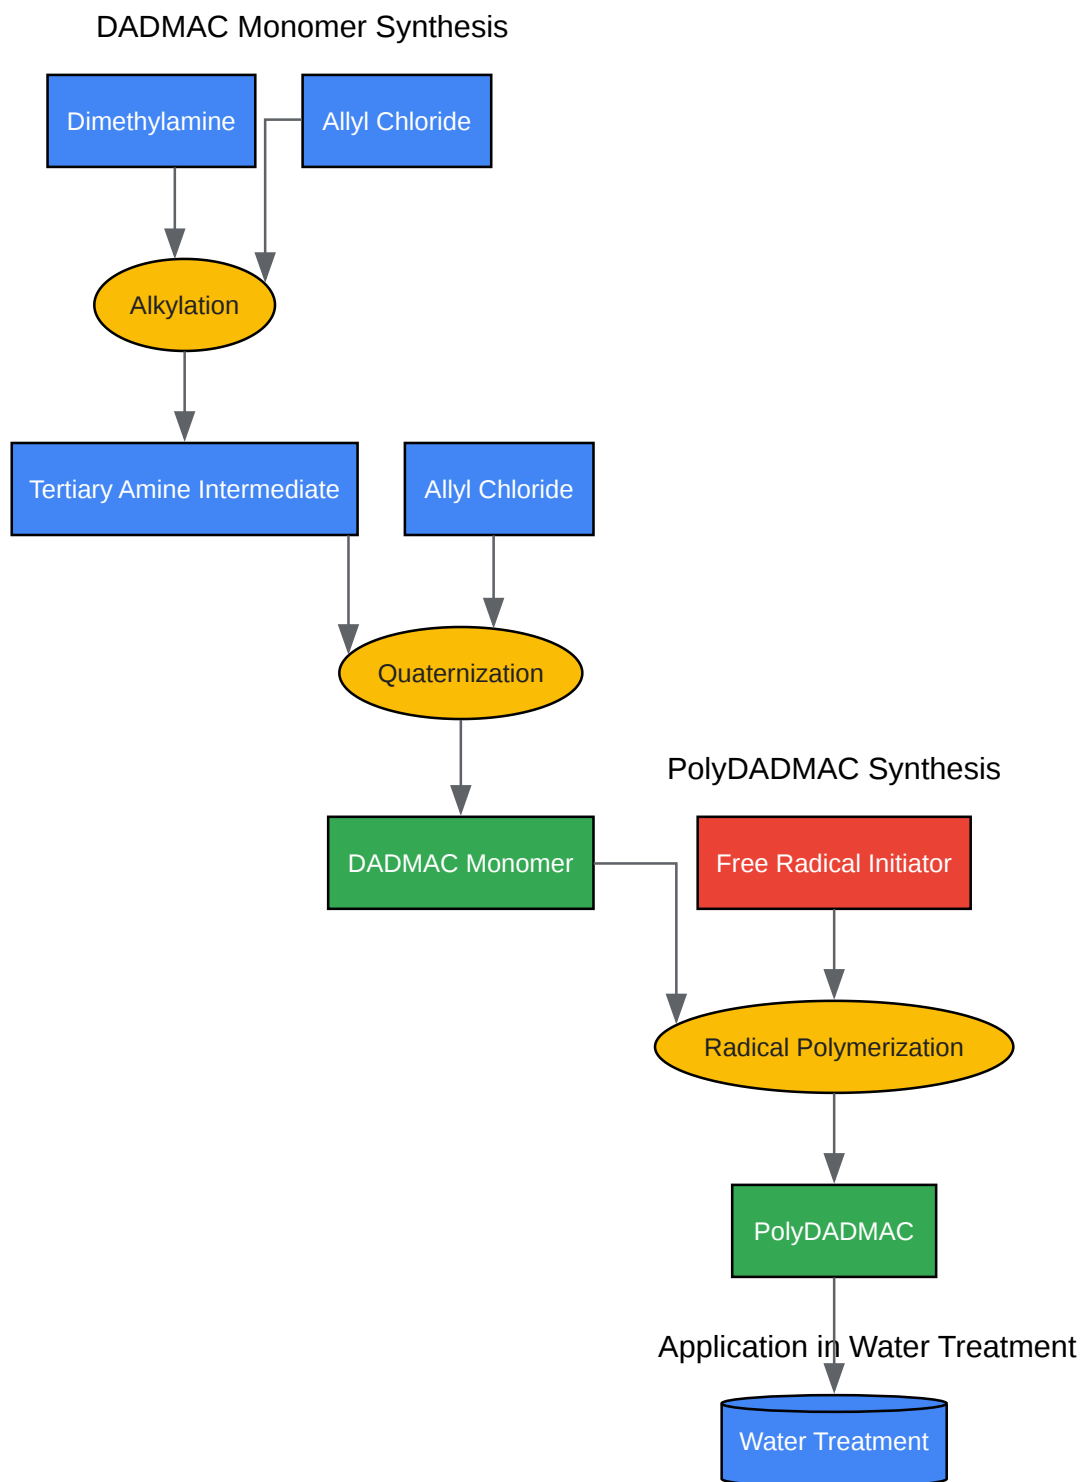 DADMAC Monomer Synthesis
Dimethylamine
Allyl Chloride
Alkylation
Tertiary Amine Intermediate
Allyl Chloride
Quaternization
PolyDADMAC Synthesis
DADMAC Monomer
Free Radical Initiator
Radical Polymerization
PolyDADMAC
Application in Water Treatment
Water Treatment